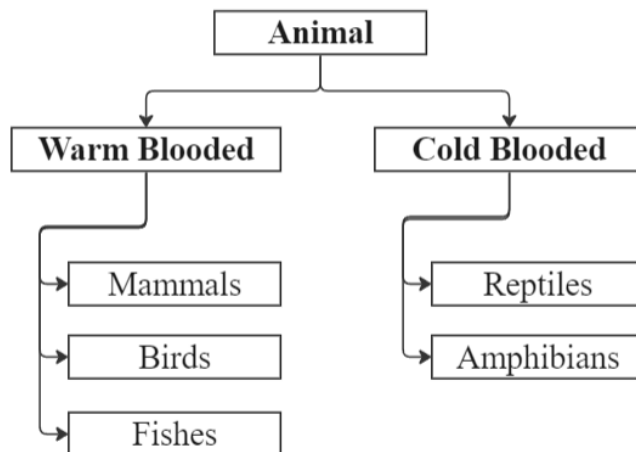 Animal
Warm Blooded
Cold Blooded
Mammals
Reptiles
Birds
Amphibians
Fishes